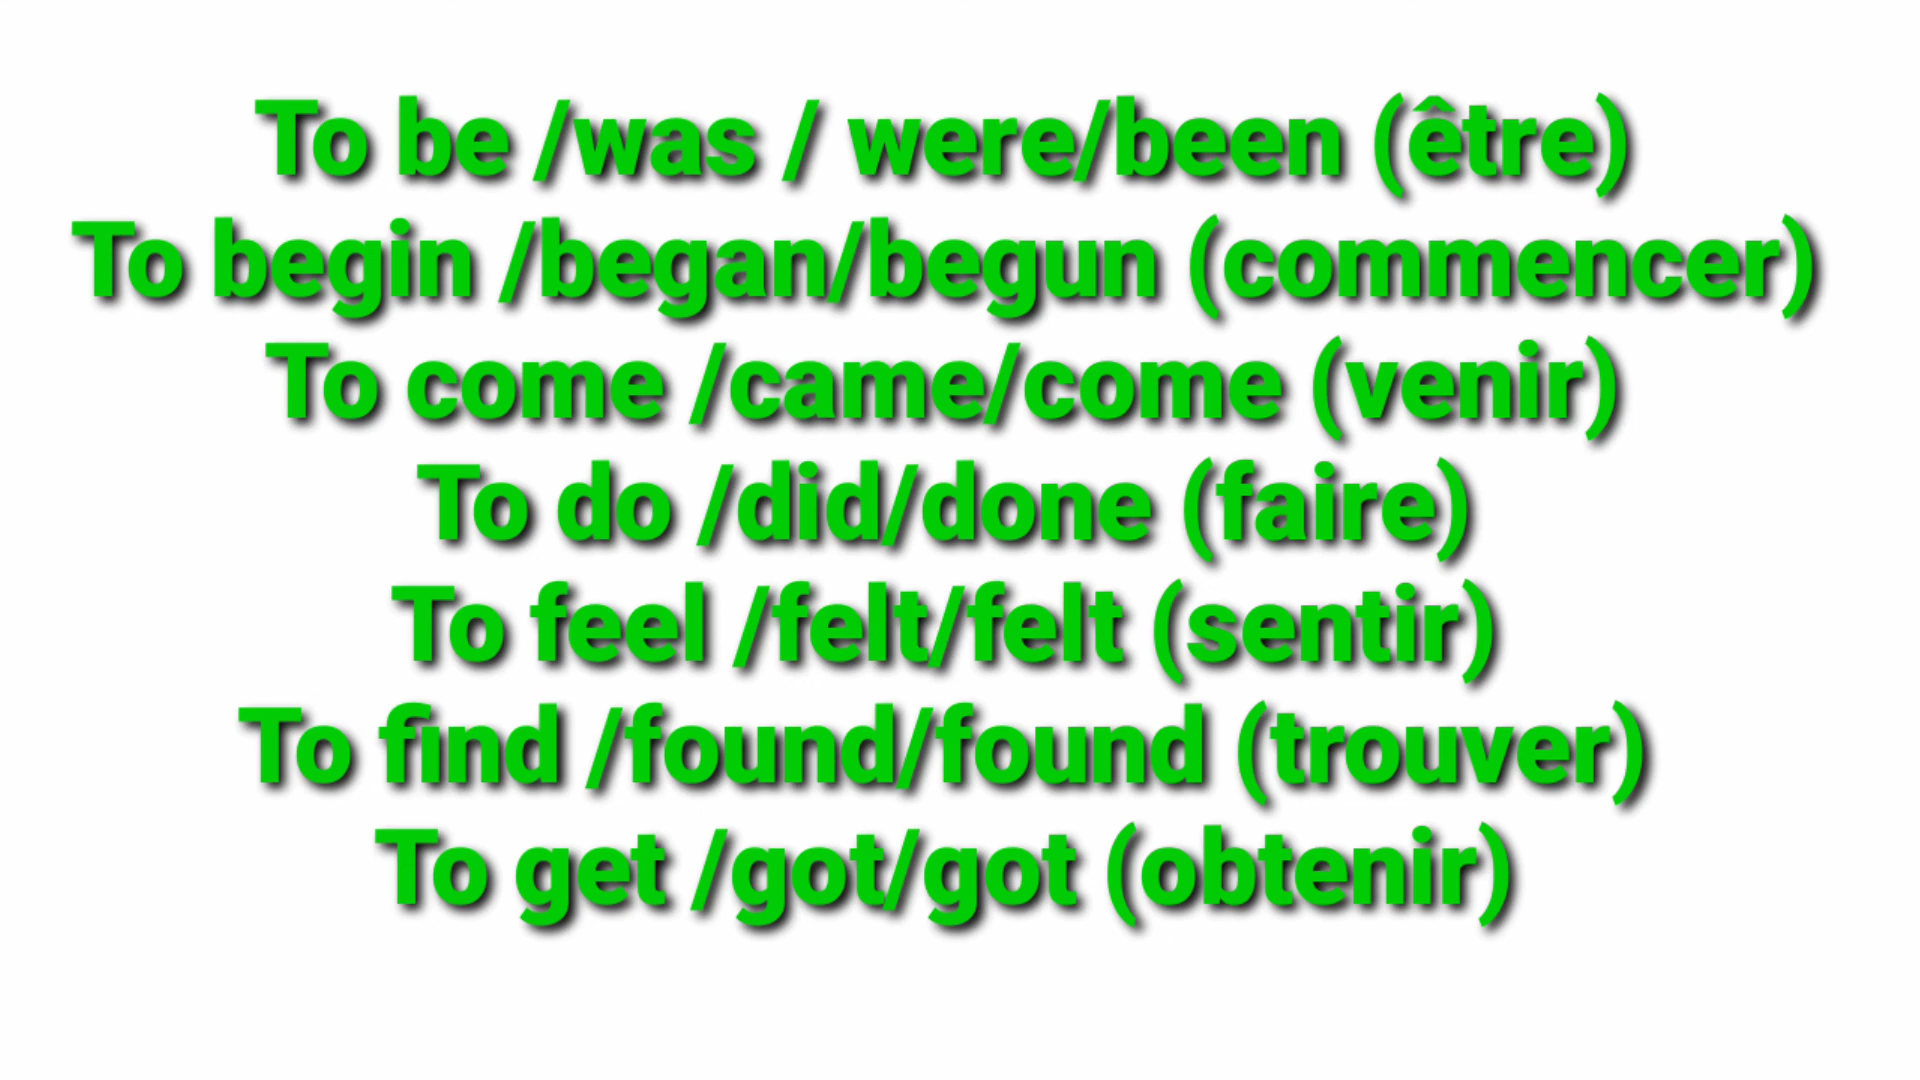 To be /was / were/been (être)
To begin /began/begun (commencer)
To come /came/come (venir)
To do /did/done (faire)
To feel /felt/felt (sentir)
To find /found/found (trouver)
To get /got/got (obtenir)